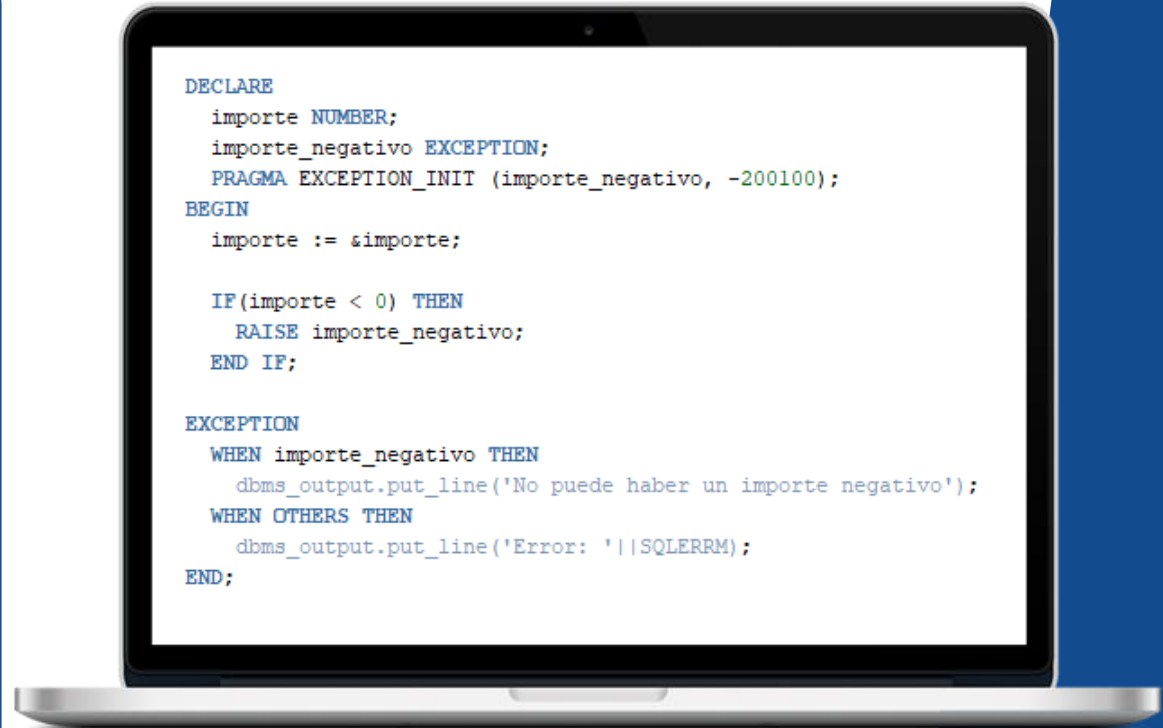 DECLARE
importe NUMBER;
importe_negativo EXCEPTION;
PRAGMA EXCEPTION_INIT (importe_negativo, -200100);
BEGIN
importe := &importe;
IF(importe < 0) THEN
RAISE importe_negativo;
END IF;
EXCEPTION
WHEN importe_negativo THEN
dbms_output.put_line('No puede haber un importe negativo');
WHEN OTHERS THEN
dbms_output.put_line('Error: '||SQLERRM);
END;